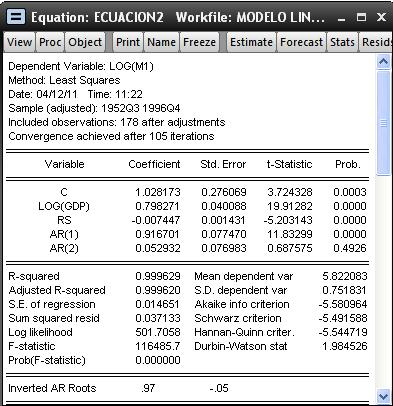 Equation: ECUACION2 Workfile: MODELO LIN...
View Proc Object Print Name Freeze Estimate Forecast Stats Resids
Dependent Variable: LOG(M1)
Method: Least Squares
Date: 04/12/11 Time: 11:22
Sample (adjusted): 1952Q3 1996Q4
Included observations: 178 after adjustments
Convergence achieved after 105 iterations
Variable Coefficient Std. Error t-Statistic Prob.
C 1.028173 0.276069 3.724328 0.0003
LOG(GDP) 0.798271 0.040088 19.91282 0.0000
RS -0.007447 0.001431 -5.203143 0.0000
AR(1) 0.916701 0.077470 11.83299 0.0000
AR(2) 0.052932 0.076983 0.687575 0.4926
R-squared 0.999629 Mean dependent var 5.822083
Adjusted R-squared 0.999620 S.D. dependent var 0.751831
S.E. of regression 0.014651 Akaike info criterion -5.580964
Sum squared resid 0.037133 Schwarz criterion -5.491588
Log likelihood 501.7058 Hannan-Quinn criter. -5.544719
F-statistic 116485.7 Durbin-Watson stat 1.984526
Prob(F-statistic) 0.000000
Inverted AR Roots .97 -.05